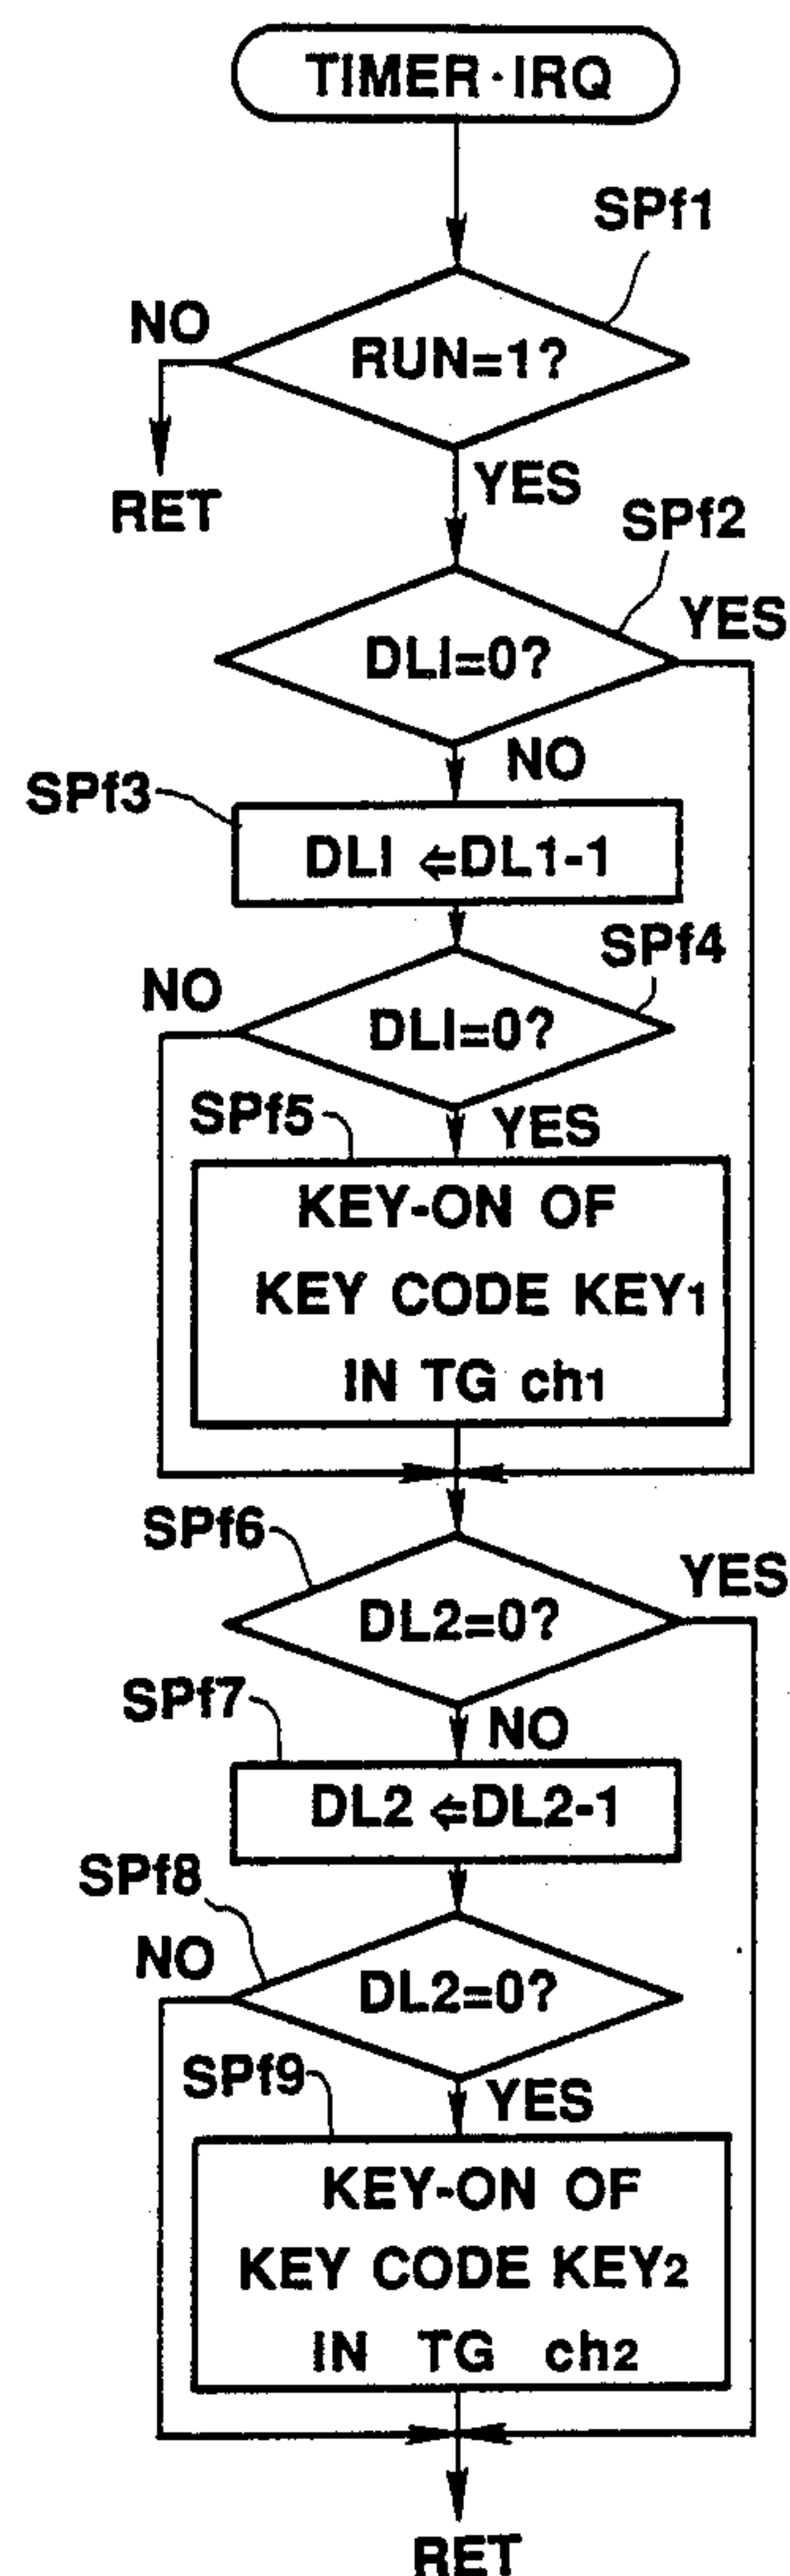 TIMER·IRQ
SPf1
NO
RUN=1?
RET
YES
SPf2
YES
DLI=0?
NO
SPf3
DLI ⇐DL1-1
SPf4
NO
DLI=0?
SPf5
YES
KEY-ON OF
KEY CODE KEY1
IN TG ch1
SPf6
YES
DL2=0?
SPf7
NO
DL2 ⇐DL2-1
SPf8
NO
DL2=0?
SPf9
YES
KEY-ON OF
KEY CODE KEY2
IN TG ch2
RET